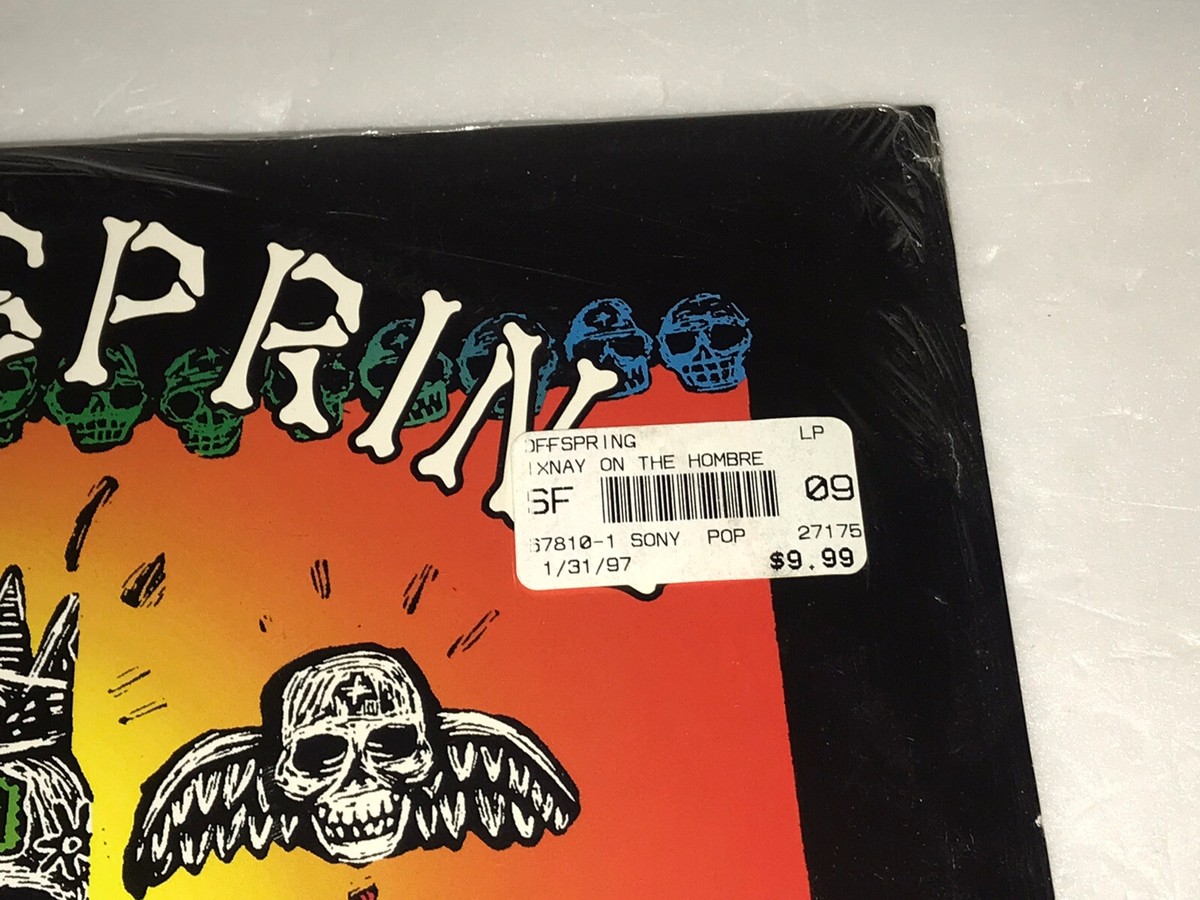 SPRIN
OFFSPRING LP
IXNAY ON THE HOMBRE
SF 09
67810-1 SONY POP 27175
1/31/97 $9.99